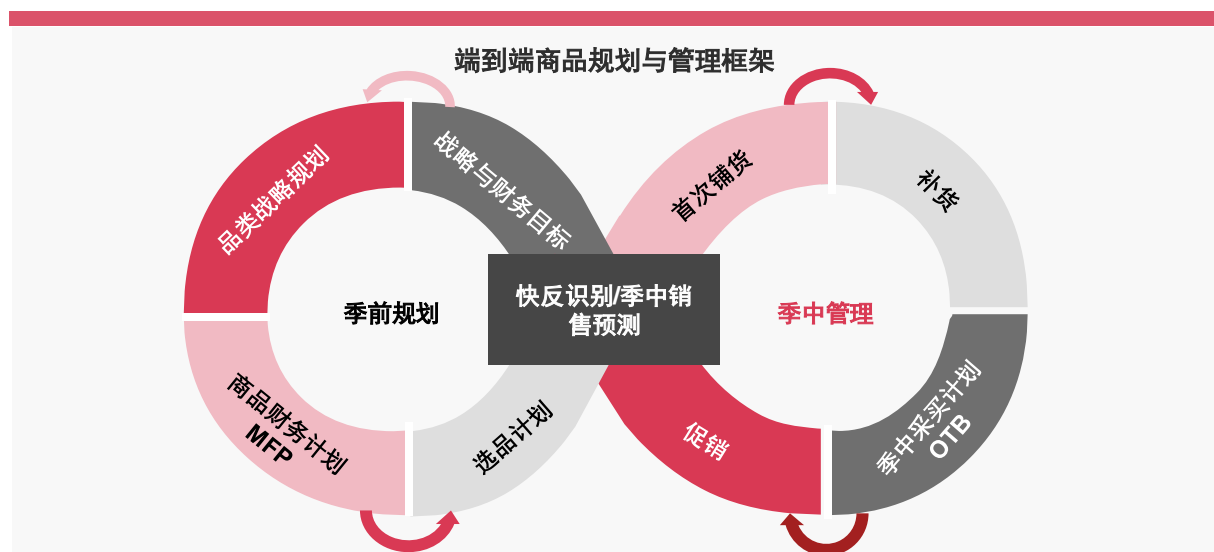 端到端商品规划与管理框架
品类战略规划
战略与财务目标
首次铺货
补货
季前规划
快反识别/季中销
售预测
季中管理
商品财务计划
MFP
选品计划
促销
季中采买计划
OTB